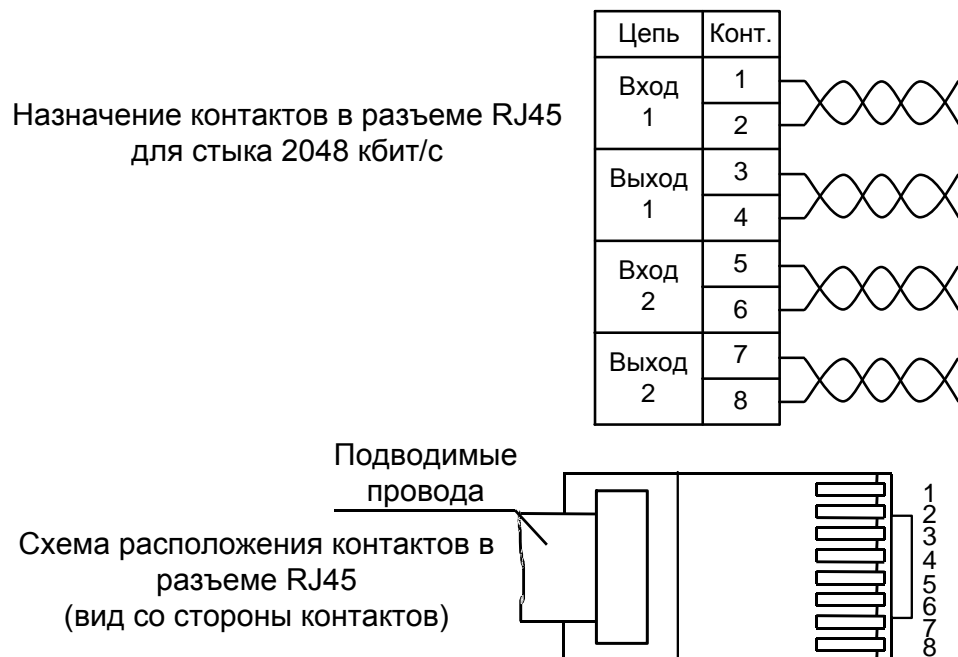 Назначение контактов в разъеме RJ45
для стыка 2048 кбит/с
Цепь Конт.
Вход
1
1
2
Выход
1
3
4
Вход
2
5
6
Выход
2
7
8
Подводимые
провода
Схема расположения контактов в
разъеме RJ45
(вид со стороны контактов)
1
2
3
4
5
6
7
8